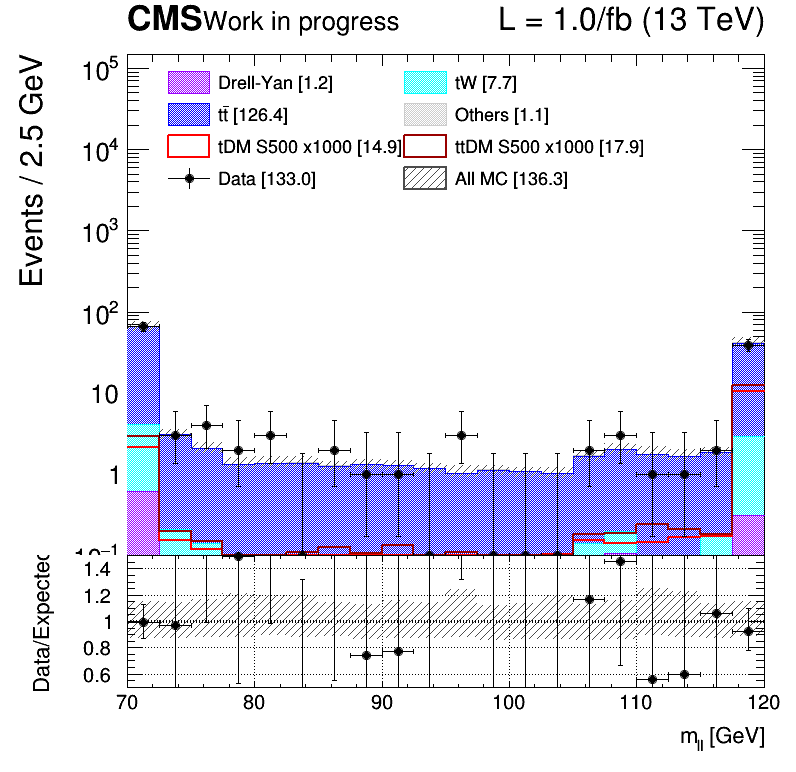 CMS Work in progress L = 1.0/fb (13 TeV)
Events / 2.5 GeV
10⁵
10⁴
10³
10²
10
1
10⁻¹
Drell-Yan [1.2] tW [7.7]
tt̄ [126.4] Others [1.1]
tDM S500 x1000 [14.9] ttDM S500 x1000 [17.9]
Data [133.0] All MC [136.3]
Data/Expected
1.4
1.2
1
0.8
0.6
70 80 90 100 110 120
m_ll [GeV]